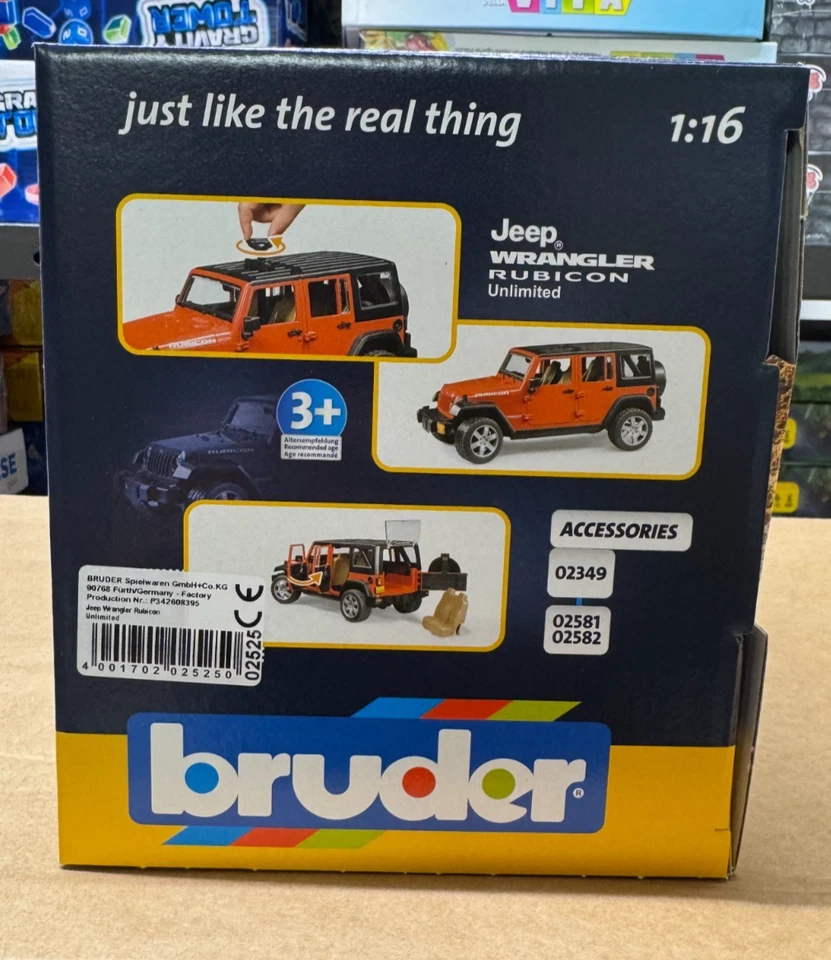 GRAVITY
TOWER
just like the real thing
1:16
Jeep®
WRANGLER
RUBICON
Unlimited
RUBICON
RUBICON
3+
Altersempfehlung
Recommended age
Age recommandé
RUBICON
ACCESSORIES
02349
02581
02582
BRUDER Spielwaren GmbH+Co.KG
90768 Fürth/Germany - Factory
Production Nr.: P342608395
Jeep Wrangler Rubicon
Unlimited
CE
02525
4 001702 025250
bruder®